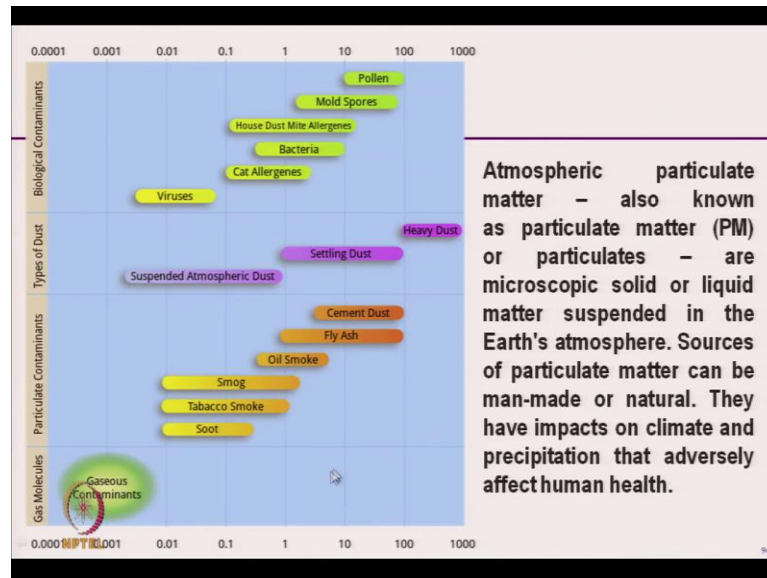 0.0001 0.001 0.01 0.1 1 10 100 1000
Biological Contaminants
Pollen
Mold Spores
House Dust Mite Allergenes
Bacteria
Cat Allergenes
Viruses
Types of Dust
Heavy Dust
Settling Dust
Suspended Atmospheric Dust
Particulate Contaminants
Cement Dust
Fly Ash
Oil Smoke
Smog
Tabacco Smoke
Soot
Gas Molecules
Gaseous
Contaminants
NPTEL
0.0001 0.001 0.01 0.1 1 10 100 1000
Atmospheric particulate
matter – also known
as particulate matter (PM)
or particulates – are
microscopic solid or liquid
matter suspended in the
Earth's atmosphere. Sources
of particulate matter can be
man-made or natural. They
have impacts on climate and
precipitation that adversely
affect human health.